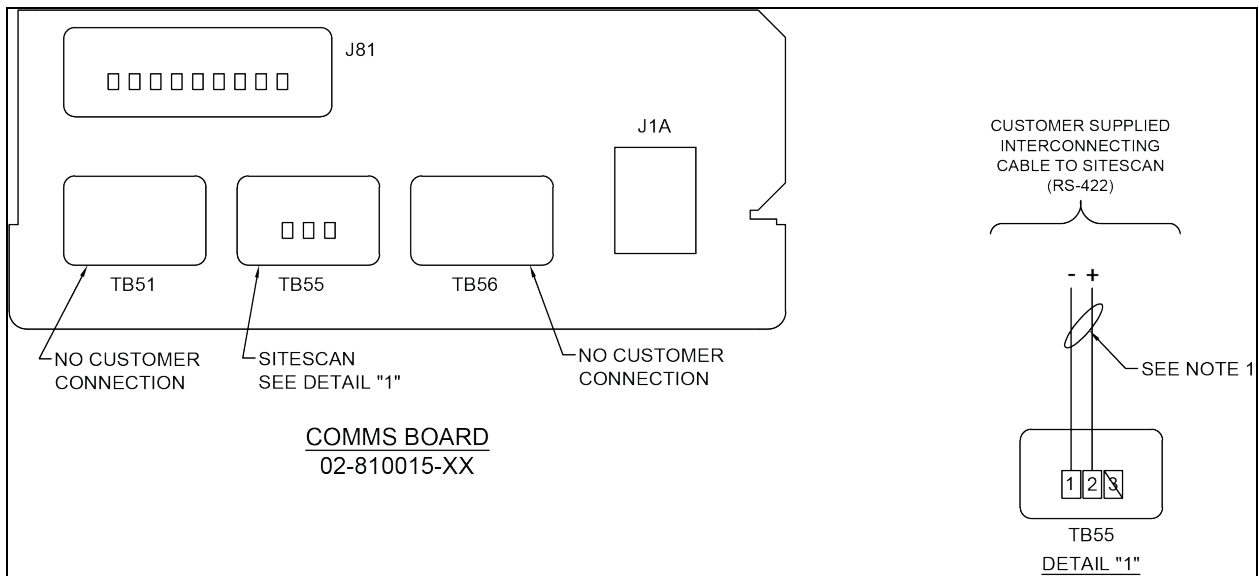 J81
J1A
TB51
TB55
TB56
NO CUSTOMER
CONNECTION
SITESCAN
SEE DETAIL "1"
NO CUSTOMER
CONNECTION
COMMS BOARD
02-810015-XX
CUSTOMER SUPPLIED
INTERCONNECTING
CABLE TO SITESCAN
(RS-422)
- +
SEE NOTE 1
1 2 3
TB55
DETAIL "1"